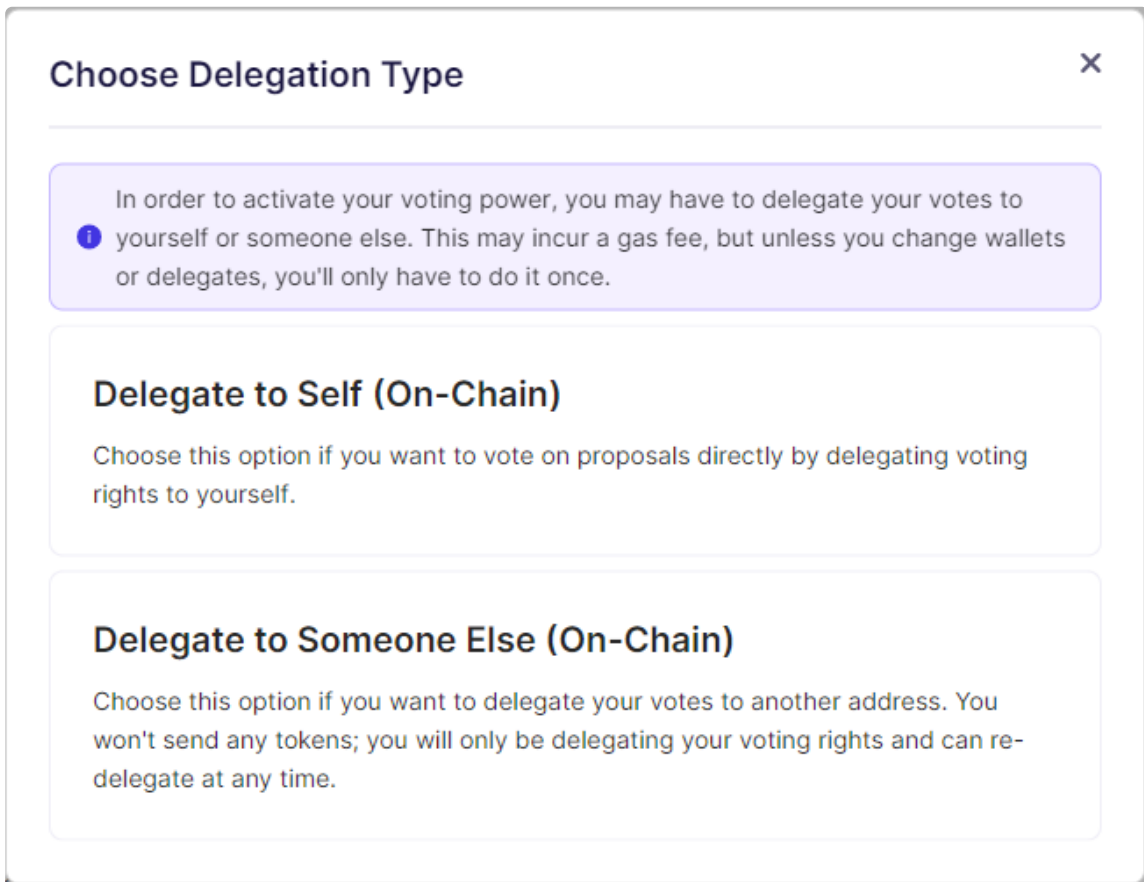 Choose Delegation Type
In order to activate your voting power, you may have to delegate your votes to
yourself or someone else. This may incur a gas fee, but unless you change wallets
or delegates, you'll only have to do it once.
Delegate to Self (On-Chain)
Choose this option if you want to vote on proposals directly by delegating voting
rights to yourself.
Delegate to Someone Else (On-Chain)
Choose this option if you want to delegate your votes to another address. You
won't send any tokens; you will only be delegating your voting rights and can re-
delegate at any time.